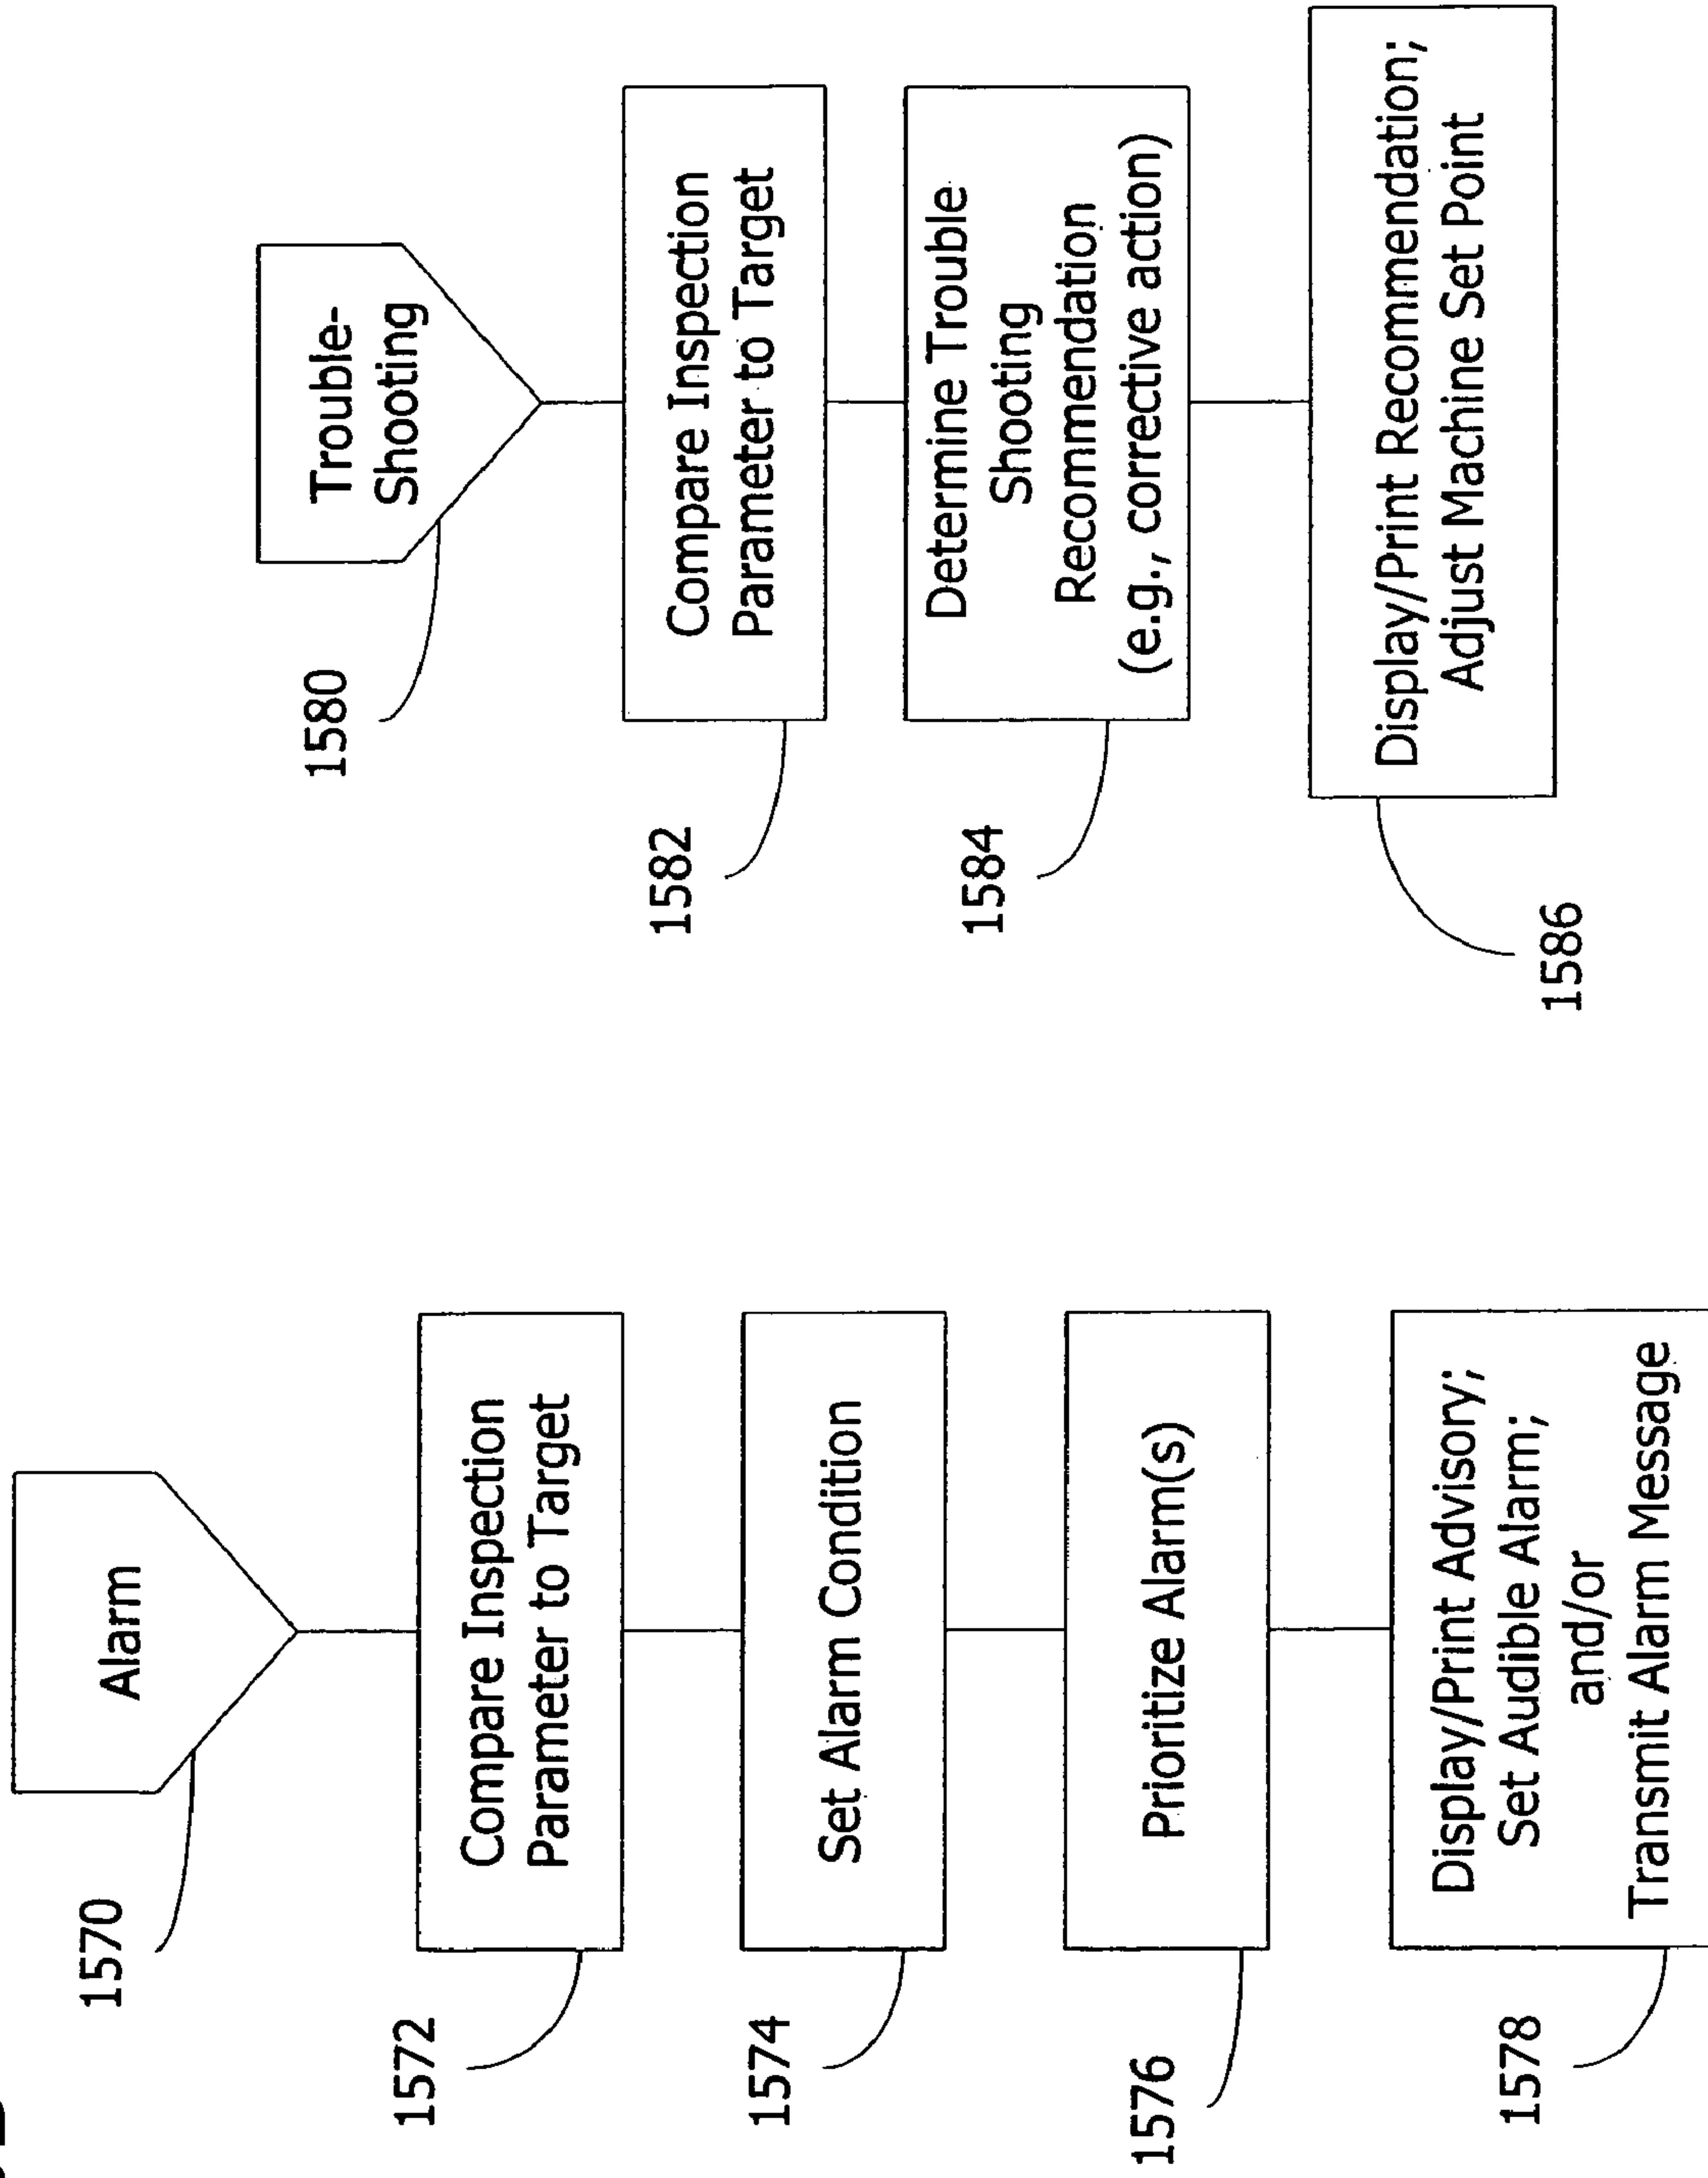 1570
Alarm
1572
Compare Inspection
Parameter to Target
1574
Set Alarm Condition
1576
Prioritize Alarm(s)
1578
Display/Print Advisory;
Set Audible Alarm;
and/or
Transmit Alarm Message
1580
Trouble-
Shooting
1582
Compare Inspection
Parameter to Target
1584
Determine Trouble
Shooting
Recommendation
(e.g., corrective action)
1586
Display/Print Recommendation;
Adjust Machine Set Point